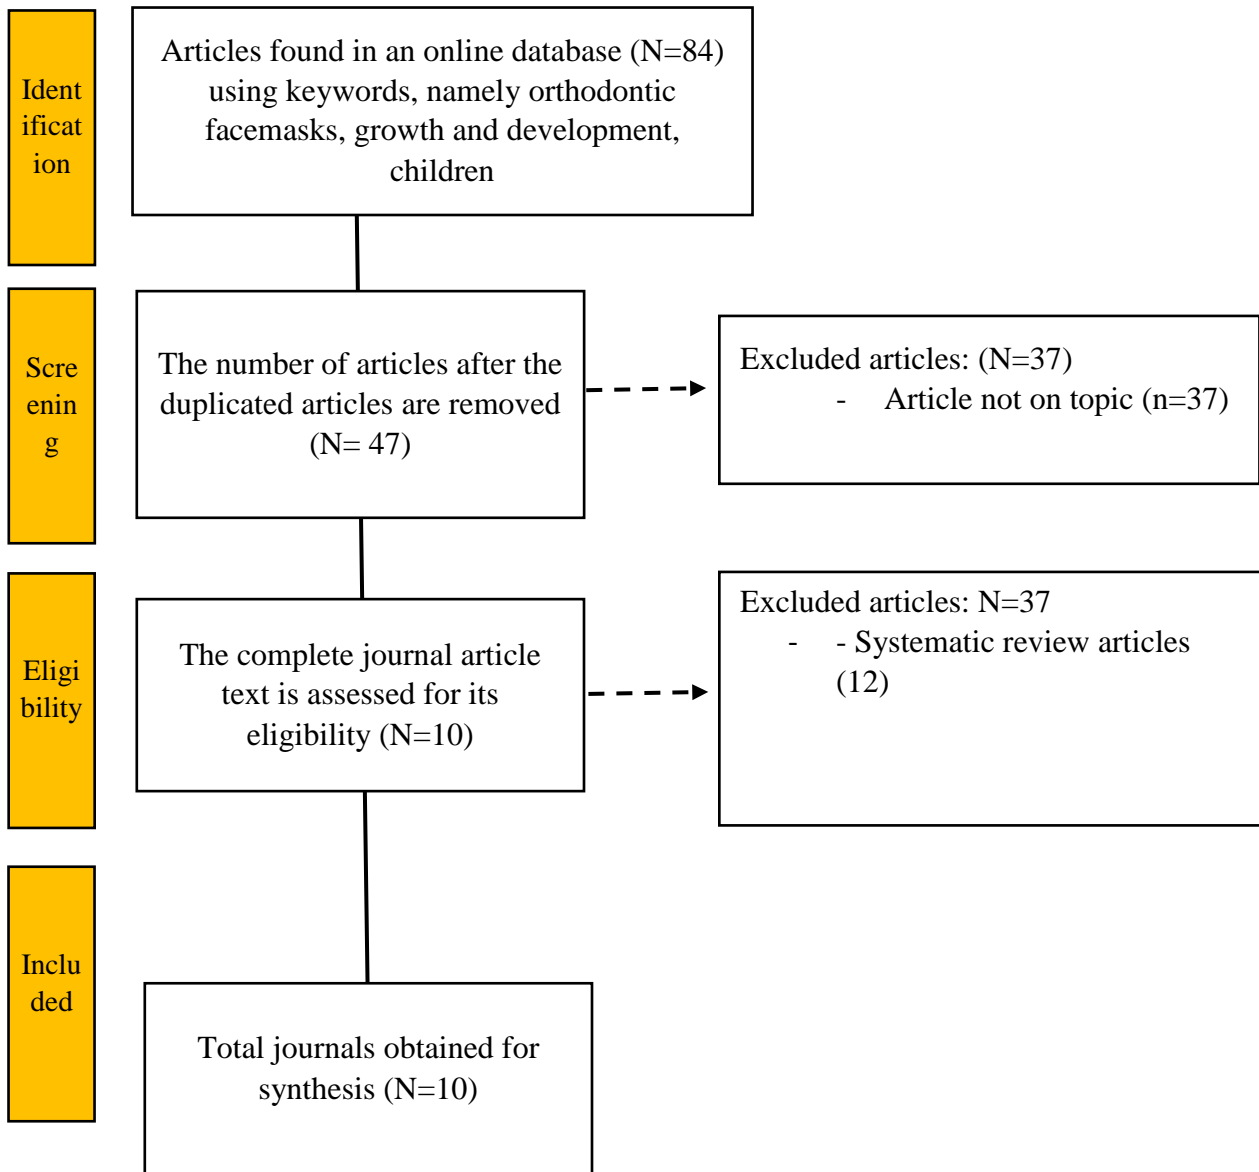 Ident
ificat
ion
Articles found in an online database (N=84)
using keywords, namely orthodontic
facemasks, growth and development,
children
Scre
enin
g
The number of articles after the
duplicated articles are removed
(N= 47)
Excluded articles: (N=37)
- Article not on topic (n=37)
Eligi
bility
The complete journal article
text is assessed for its
eligibility (N=10)
Excluded articles: N=37
- - Systematic review articles
(12)
Inclu
ded
Total journals obtained for
synthesis (N=10)